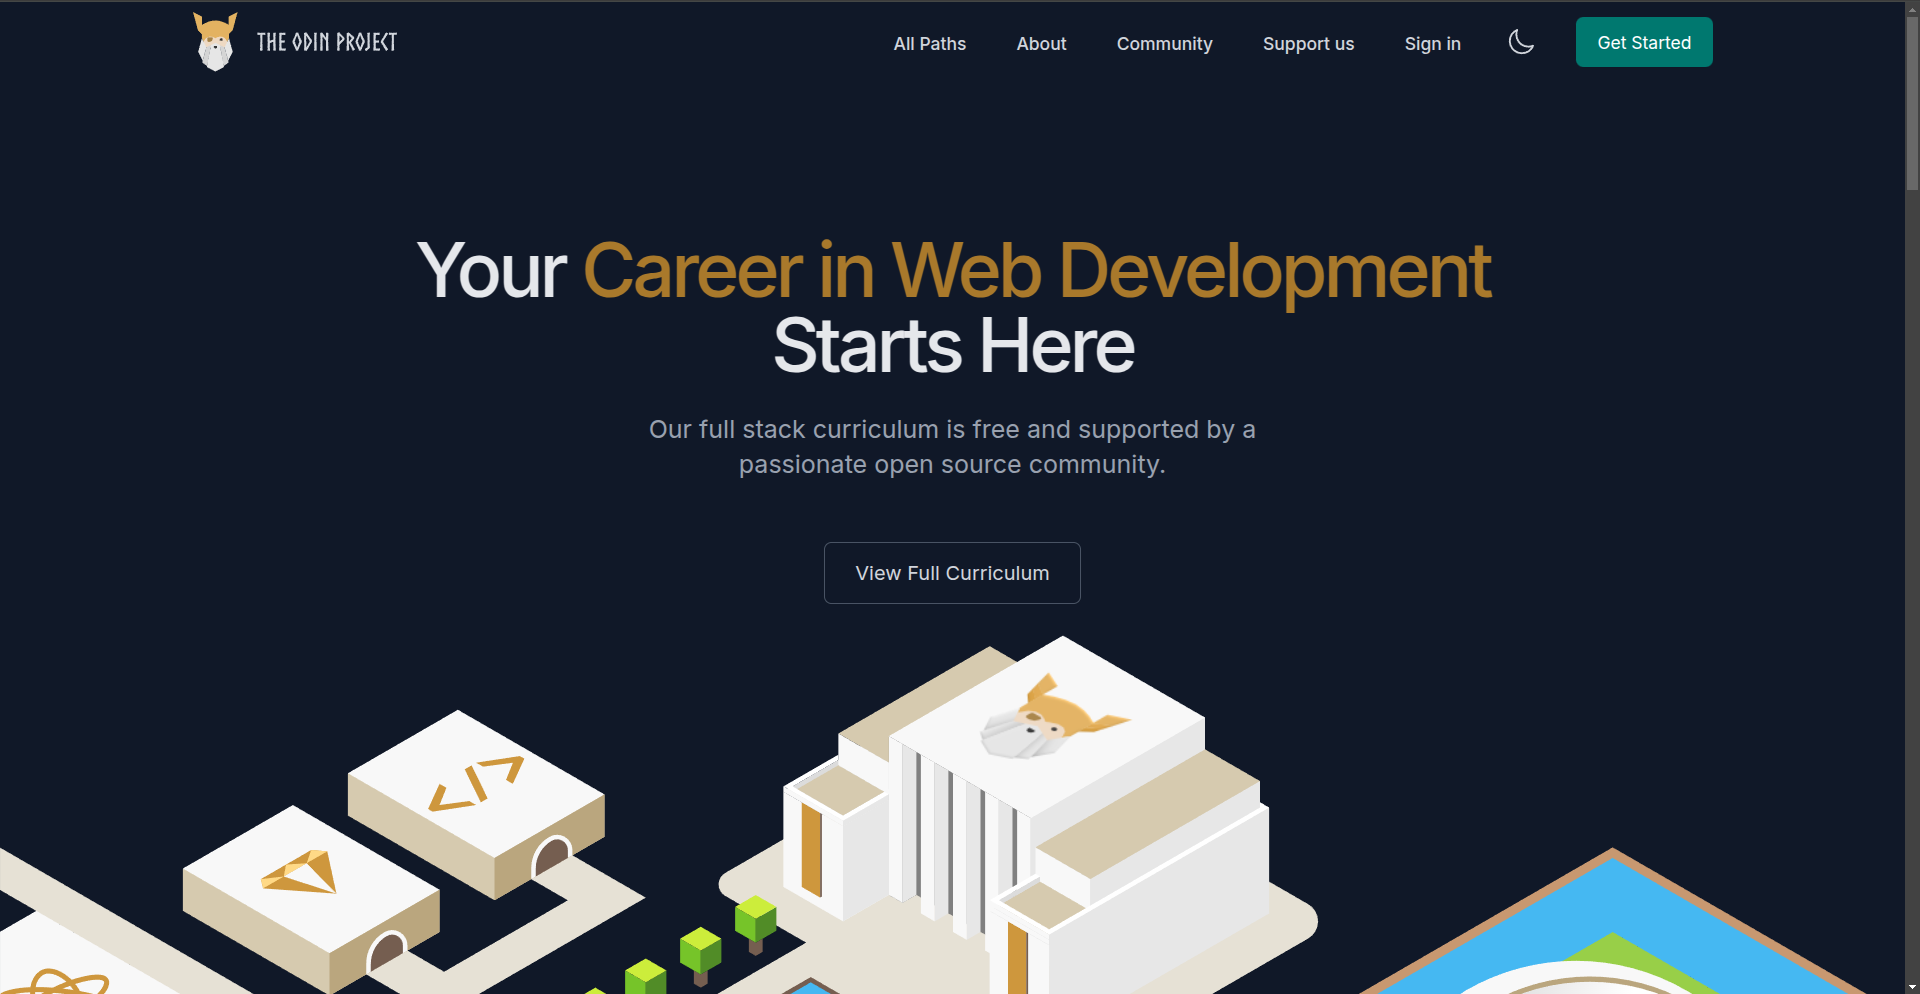 THE ODIN PROJECT
All Paths
About
Community
Support us
Sign in
Get Started
Your Career in Web Development
Starts Here
Our full stack curriculum is free and supported by a
passionate open source community.
View Full Curriculum
</>